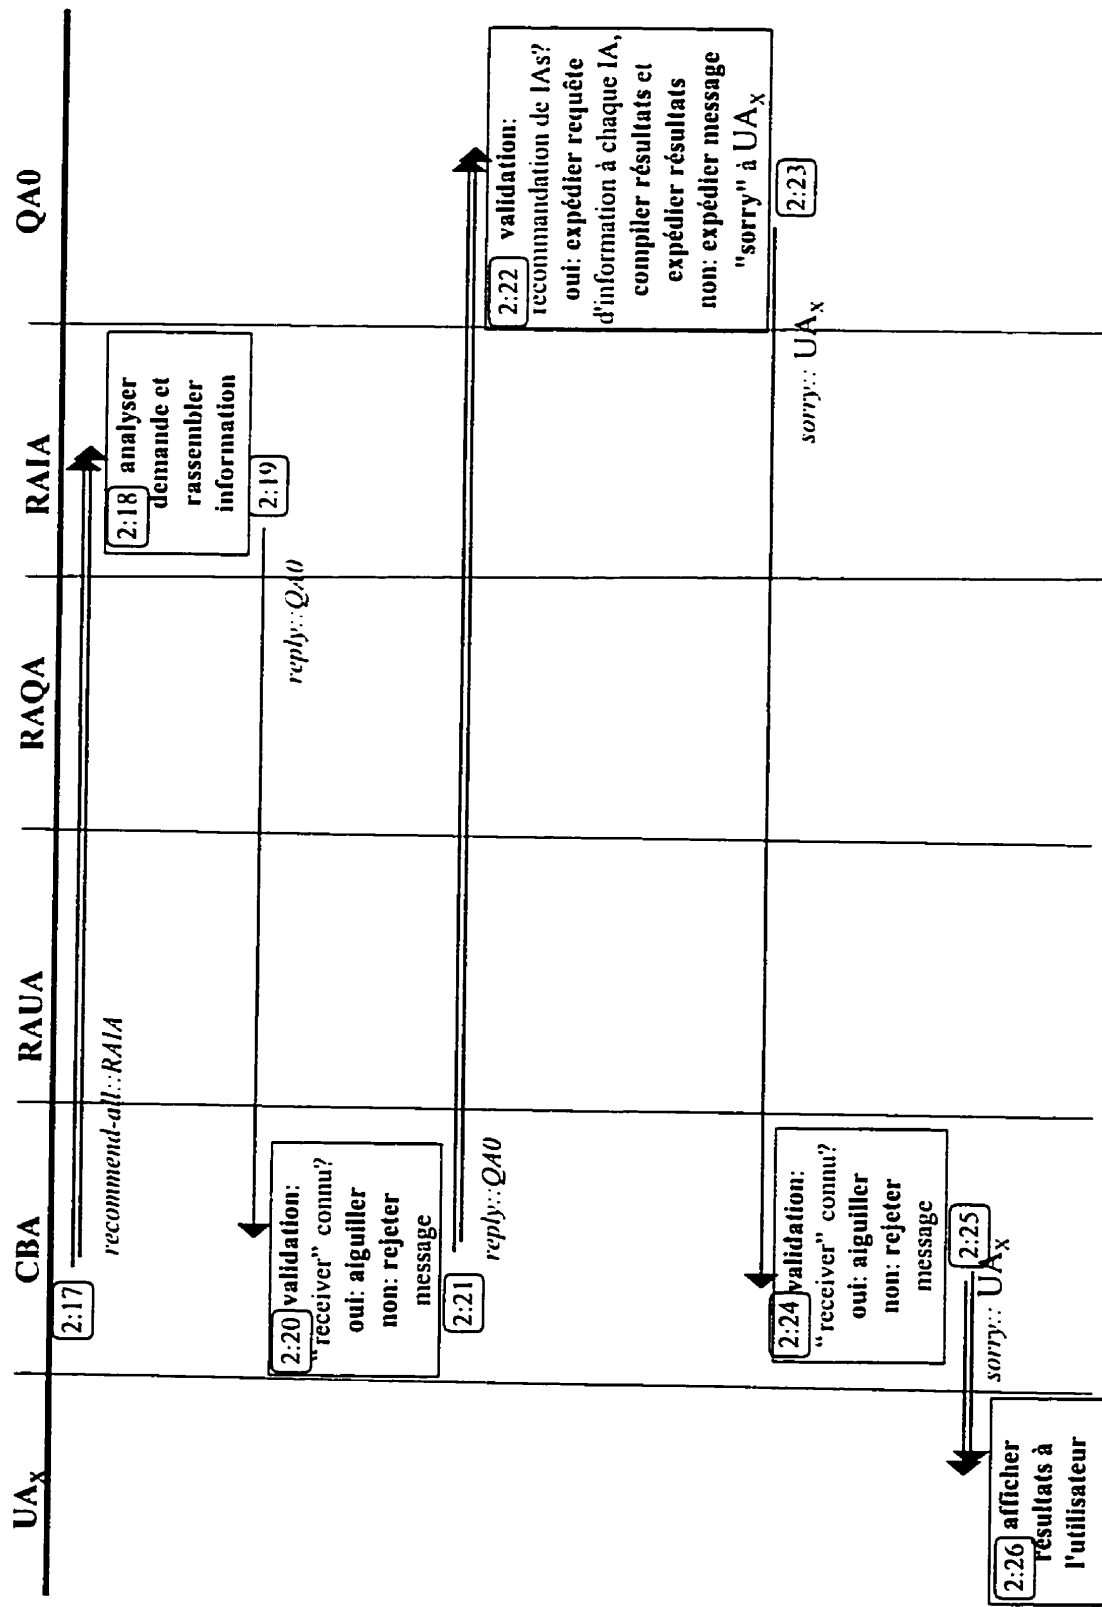 UAx CBA RAUA RAQA RAIA QA0
2:17
recommend-all::RAIA
2:18 analyser
demande et
rassembler
information
2:19
reply::QA0
2:20 validation:
"receiver" connu?
oui: aiguiller
non: rejeter
message
2:21
reply::QA0
2:22 validation:
recommandation de IAs?
oui: expédier requête
d'information à chaque IA,
compiler résultats et
expédier résultats
non: expédier message
"sorry" à UAx
2:23
sorry:: UAx
2:24 validation:
"receiver" connu?
oui: aiguiller
non: rejeter
message
2:25
sorry:: UAx
2:26 afficher
résultats à
l'utilisateur